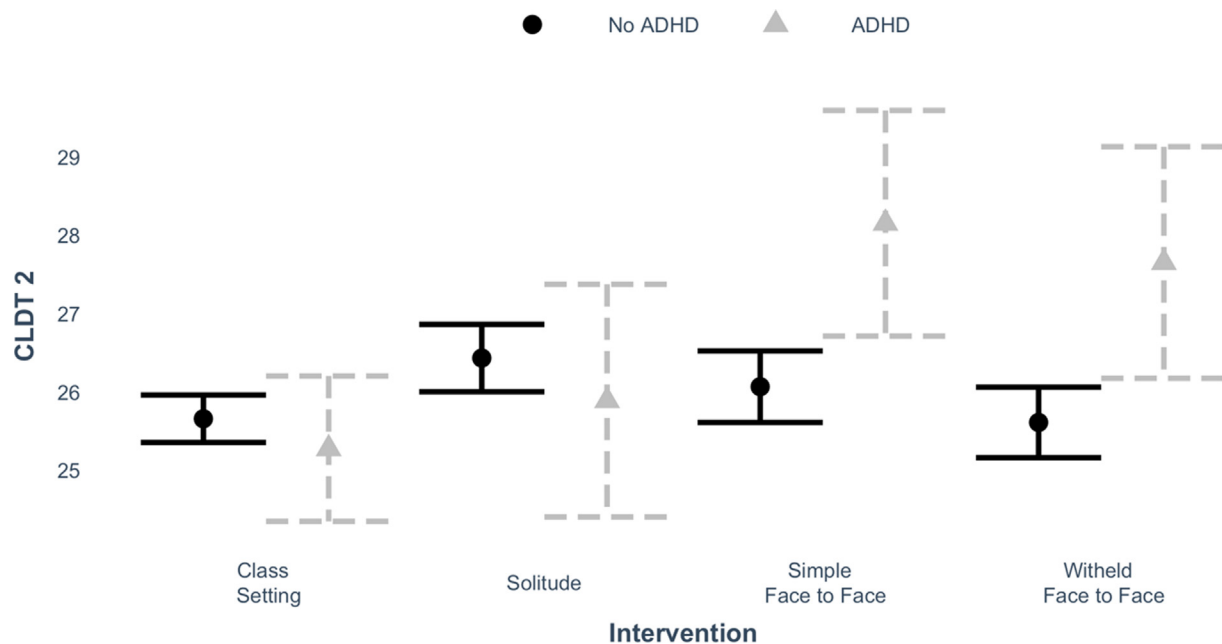 No ADHD ADHD
29
28
27
26
25
CLDT 2
Class
Setting
Solitude
Simple
Face to Face
Witheld
Face to Face
Intervention